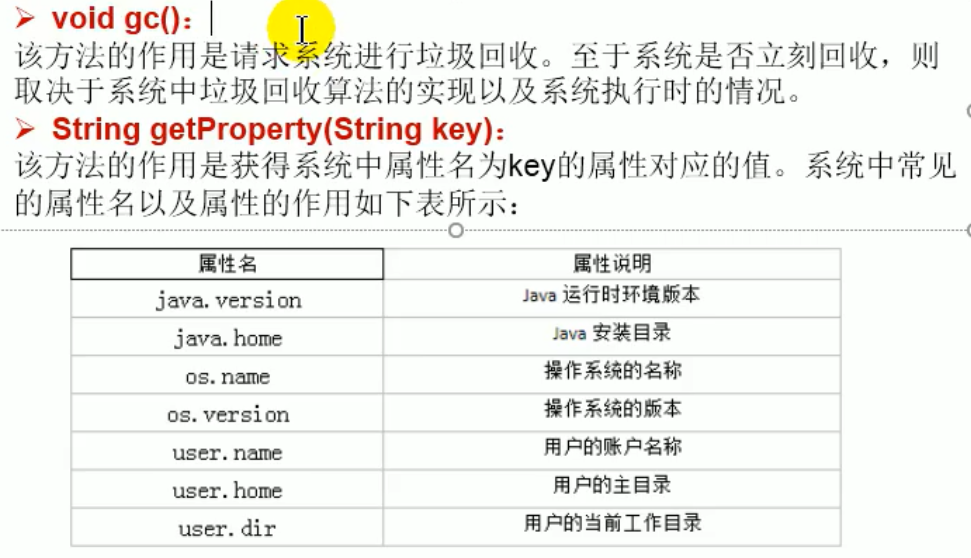 ➢ void gc()：
该方法的作用是请求系统进行垃圾回收。至于系统是否立刻回收，则
取决于系统中垃圾回收算法的实现以及系统执行时的情况。
➢ String getProperty(String key)：
该方法的作用是获得系统中属性名为key的属性对应的值。系统中常见
的属性名以及属性的作用如下表所示：
属性名 属性说明
java.version Java 运行时环境版本
java.home Java 安装目录
os.name 操作系统的名称
os.version 操作系统的版本
user.name 用户的账户名称
user.home 用户的主目录
user.dir 用户的当前工作目录